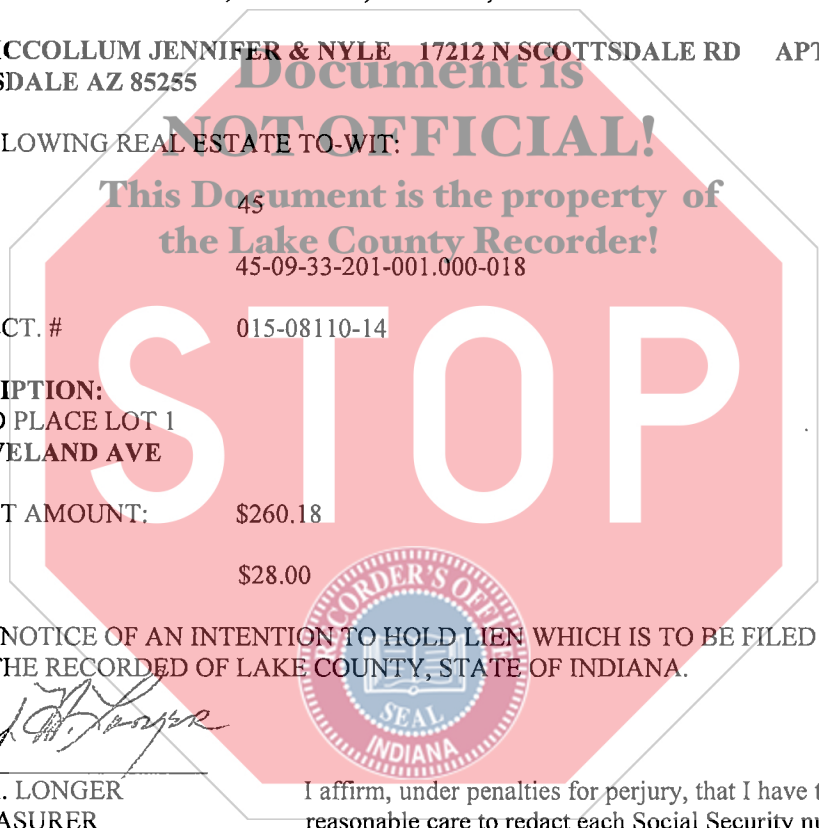 CCOLLUM JENNIFER & NYLE 17212 N SCOTTSDALE RD APT
SDALE AZ 85255
Document is
LOWING REAL ESTATE TO-WIT:
NOT OFFICIAL!
This Document is the property of
45
the Lake County Recorder!
45-09-33-201-001.000-018
CT. # 015-08110-14
STOP
IPTION:
PLACE LOT 1
VELAND AVE
T AMOUNT: $260.18
$28.00
RECORDER'S OFFICE
NOTICE OF AN INTENTION TO HOLD LIEN WHICH IS TO BE FILED
THE RECORDED OF LAKE COUNTY, STATE OF INDIANA.
SEAL
INDIANA
. LONGER I affirm, under penalties for perjury, that I have t
ASURER reasonable care to redact each Social Security nu